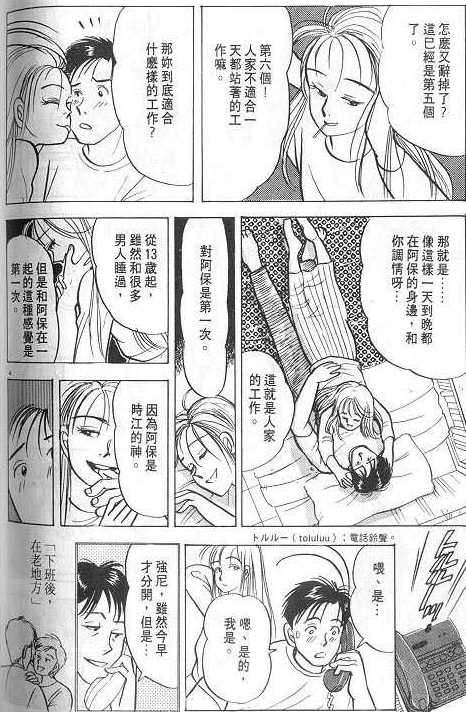 怎麼又辭掉了？
這已經是第五個
了。
第六個！
人家不適合一
天都站著的工
作嘛。
那妳到底適合
什麼樣的工作？
那就是……
像這樣一天到晚都
在阿保的身邊，和
你調情呀…
這就是人家
的工作。
對阿保是第一次。
從13歲起，
雖然和很多
男人睡過，
但是和阿保在一
起的這種感覺是
第一次。
因為阿保是
時江的神。
トルルー（toluluu）：電話鈴聲。
喂、是…
嗯、是的，
我是。
強尼，雖然今早
才分開，但是…
「下班後，
在老地方」